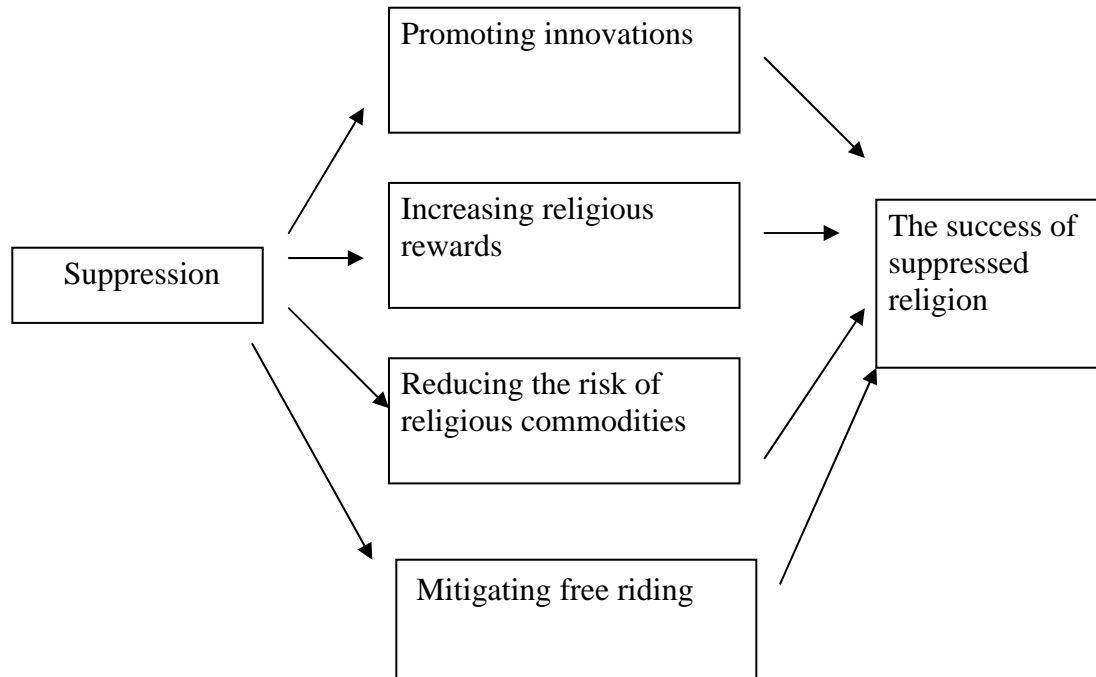 Suppression
Promoting innovations
Increasing religious
rewards
Reducing the risk of
religious commodities
Mitigating free riding
The success of
suppressed
religion